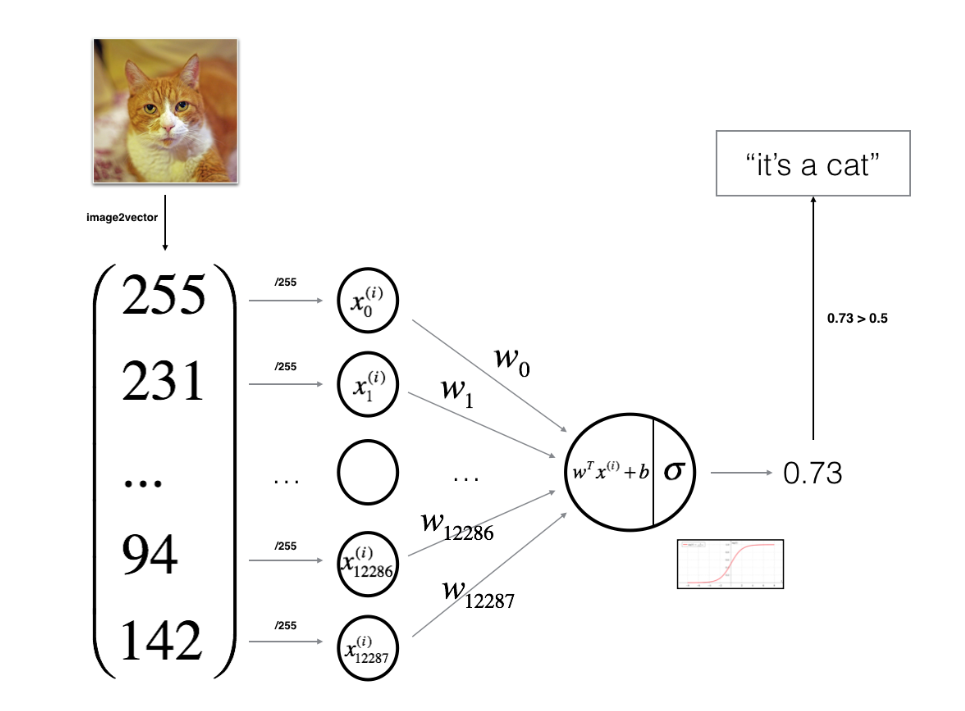 "it's a cat"
image2vector
0.73 > 0.5
255
/255
x₀⁽ⁱ⁾
w₀
231
/255
x₁⁽ⁱ⁾
w₁
...
...
...
wᵀx⁽ⁱ⁾ + b
σ
0.73
94
/255
x₁₂₂₈₆⁽ⁱ⁾
w₁₂₂₈₆
142
/255
x₁₂₂₈₇⁽ⁱ⁾
w₁₂₂₈₇